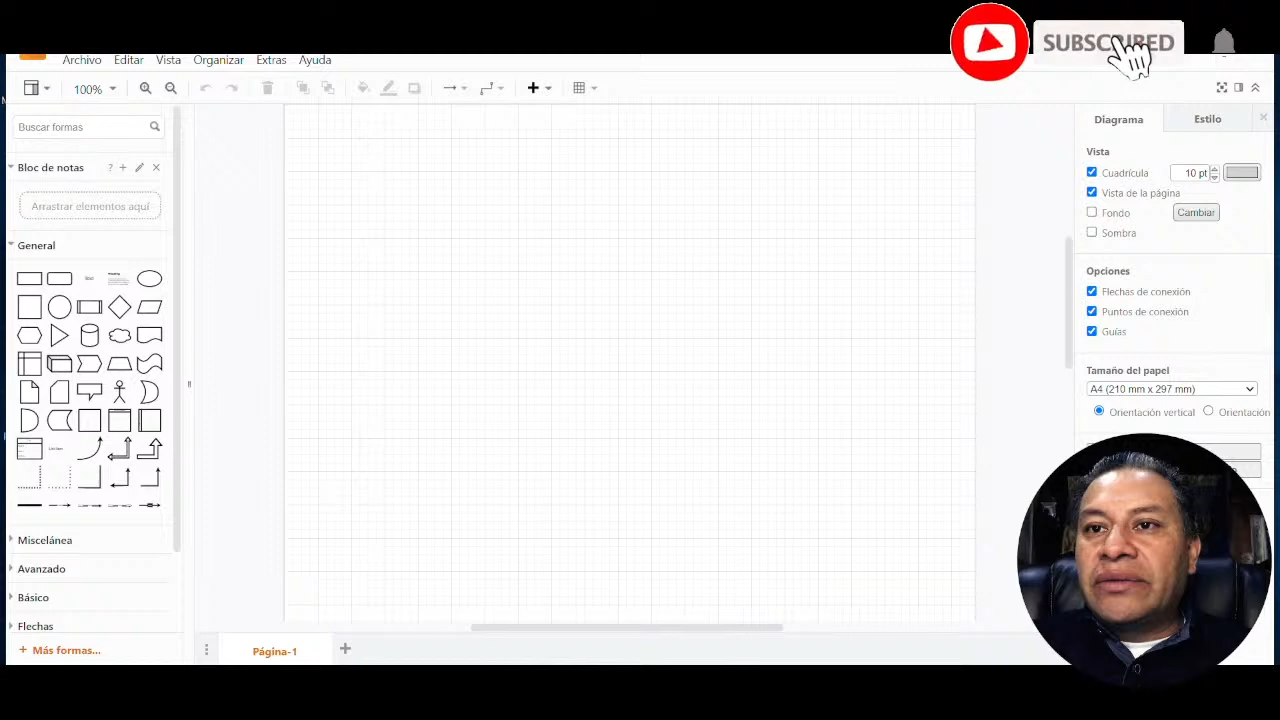 SUBSCRIBED
Archivo Editar Vista Organizar Extras Ayuda
100%
Buscar formas
Bloc de notas ?
Arrastrar elementos aquí
General
Miscelánea
Avanzado
Básico
Flechas
+ Más formas...
Página-1
Diagrama Estilo
Vista
Cuadrícula 10 pt
Vista de la página
Fondo Cambiar
Sombra
Opciones
Flechas de conexión
Puntos de conexión
Guías
Tamaño del papel
A4 (210 mm x 297 mm)
Orientación vertical Orientación